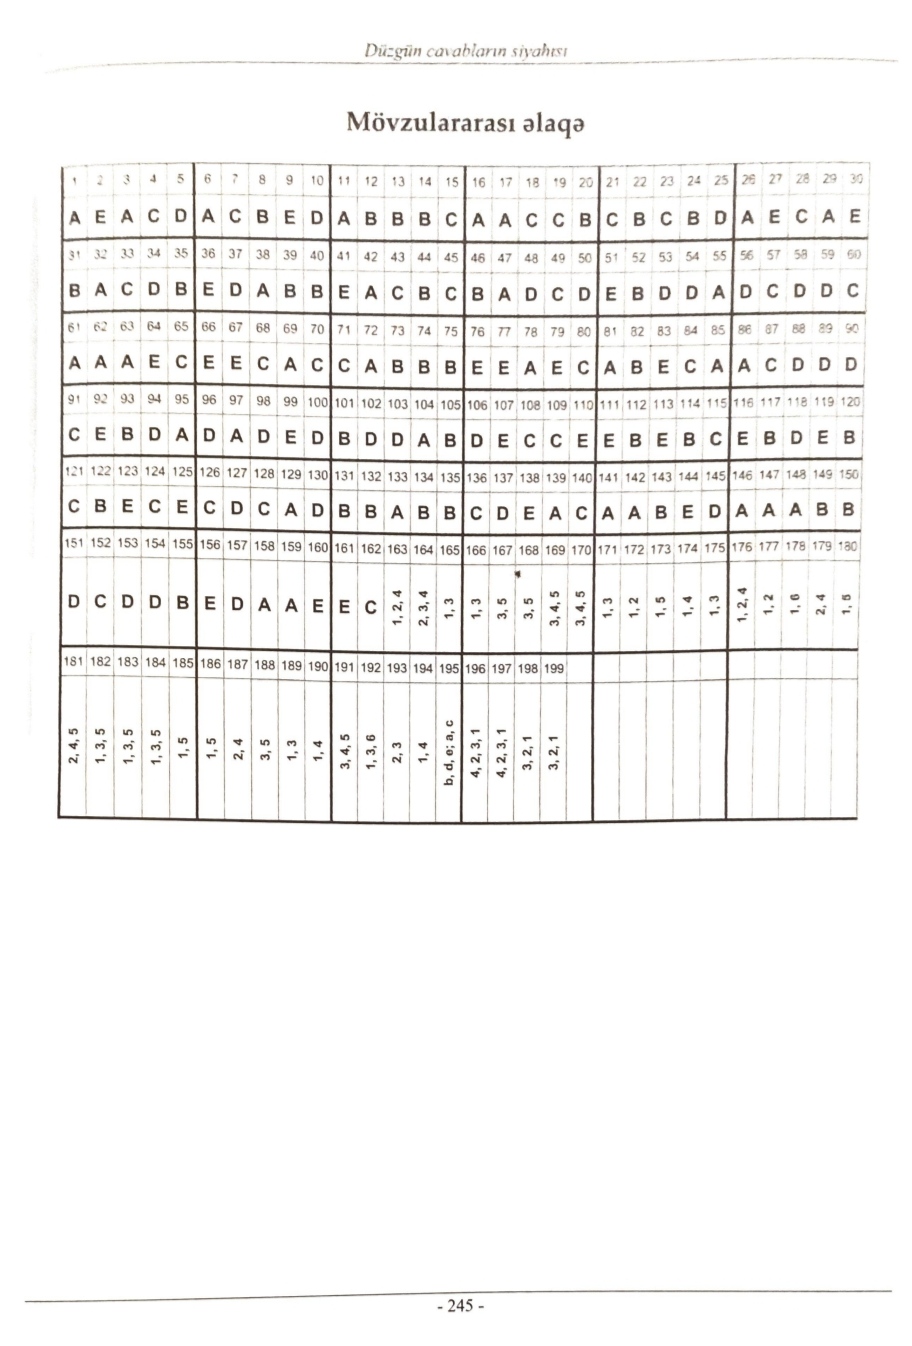 Düzgün cavabların siyahısı
Mövzulararası əlaqə
1 2 3 4 5 6 7 8 9 10 11 12 13 14 15 16 17 18 19 20 21 22 23 24 25 26 27 28 29 30
A E A C D A C B E D A B B B C A A C C B C B C B D A E C A E
31 32 33 34 35 36 37 38 39 40 41 42 43 44 45 46 47 48 49 50 51 52 53 54 55 56 57 58 59 60
B A C D B E D A B B E A C B C B A D C D E B D D A D C D D C
61 62 63 64 65 66 67 68 69 70 71 72 73 74 75 76 77 78 79 80 81 82 83 84 85 86 87 88 89 90
A A A E C E E C A C C A B B B E E A E C A B E C A A C D D D
91 92 93 94 95 96 97 98 99 100 101 102 103 104 105 106 107 108 109 110 111 112 113 114 115 116 117 118 119 120
C E B D A D A D E D B D D A B D E C C E E B E B C E B D E B
121 122 123 124 125 126 127 128 129 130 131 132 133 134 135 136 137 138 139 140 141 142 143 144 145 146 147 148 149 150
C B E C E C D C A D B B A B B C D E A C A A B E D A A A B B
151 152 153 154 155 156 157 158 159 160 161 162 163 164 165 166 167 168 169 170 171 172 173 174 175 176 177 178 179 180
D C D D B E D A A E E C 1, 2, 4 2, 3, 4 1, 3 1, 3 3, 5 3, 5 3, 4, 5 3, 4, 5 1, 3 1, 2 1, 5 1, 4 1, 3 1, 2, 4 1, 2 1, 6 2, 4
181 182 183 184 185 186 187 188 189 190 191 192 193 194 195 196 197 198 199
2, 4, 5 1, 3, 5 1, 3, 5 1, 3, 5 1, 5 1, 5 2, 4 3, 5 1, 3 1, 4 3, 4, 5 1, 3, 6 2, 3 1, 4 b, d, e; a, c 4, 2, 3, 1 4, 2, 3, 1 3, 2, 1 3, 2, 1
- 245 -